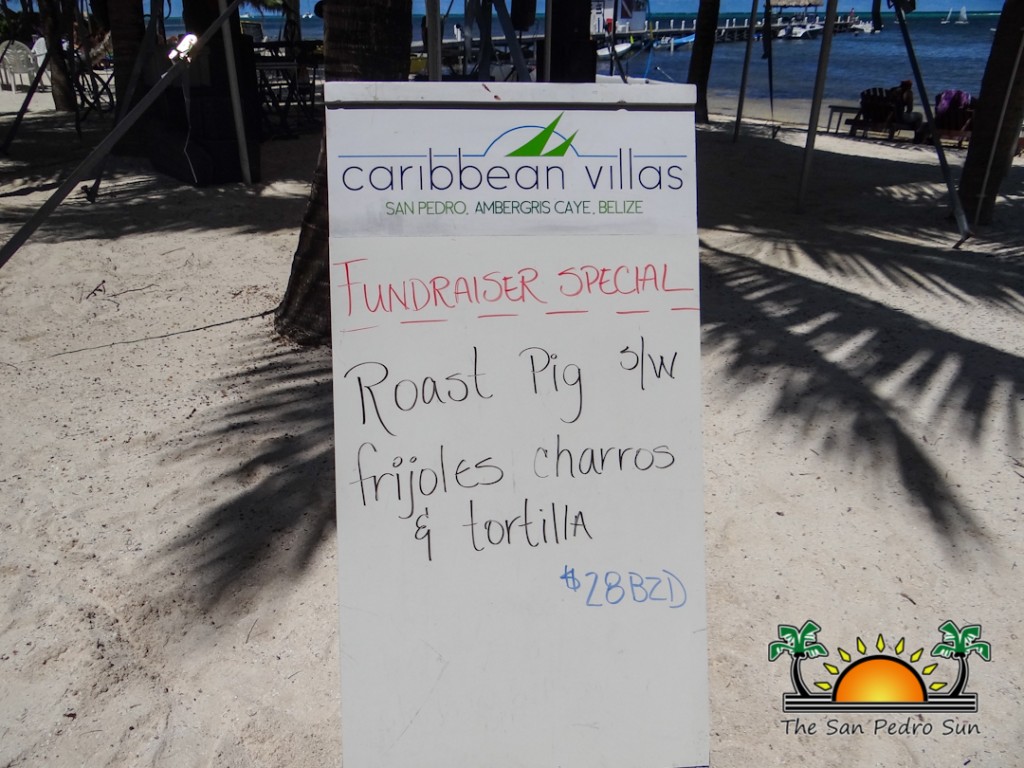 caribbean villas
SAN PEDRO, AMBERGRIS CAYE, BELIZE
FUNDRAISER SPECIAL
Roast Pig s/w
frijoles charros
& tortilla
$28BZD
The San Pedro Sun